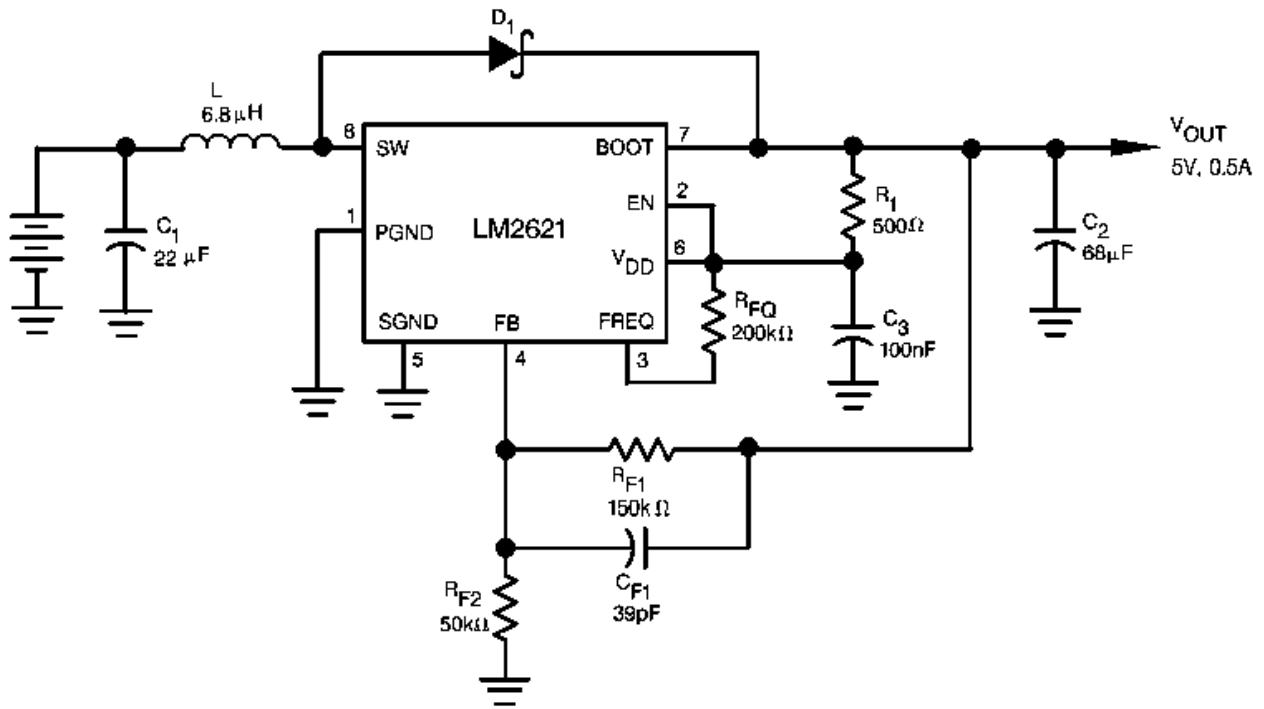 D1
L
6.8μH
8
SW
BOOT
7
VOUT
5V, 0.5A
C1
22 μF
1
PGND
LM2621
EN
2
R1
500Ω
C2
68μF
VDD
6
RFQ
200kΩ
C3
100nF
SGND
FB
FREQ
5
4
3
RF1
150kΩ
CF1
39pF
RF2
50kΩ